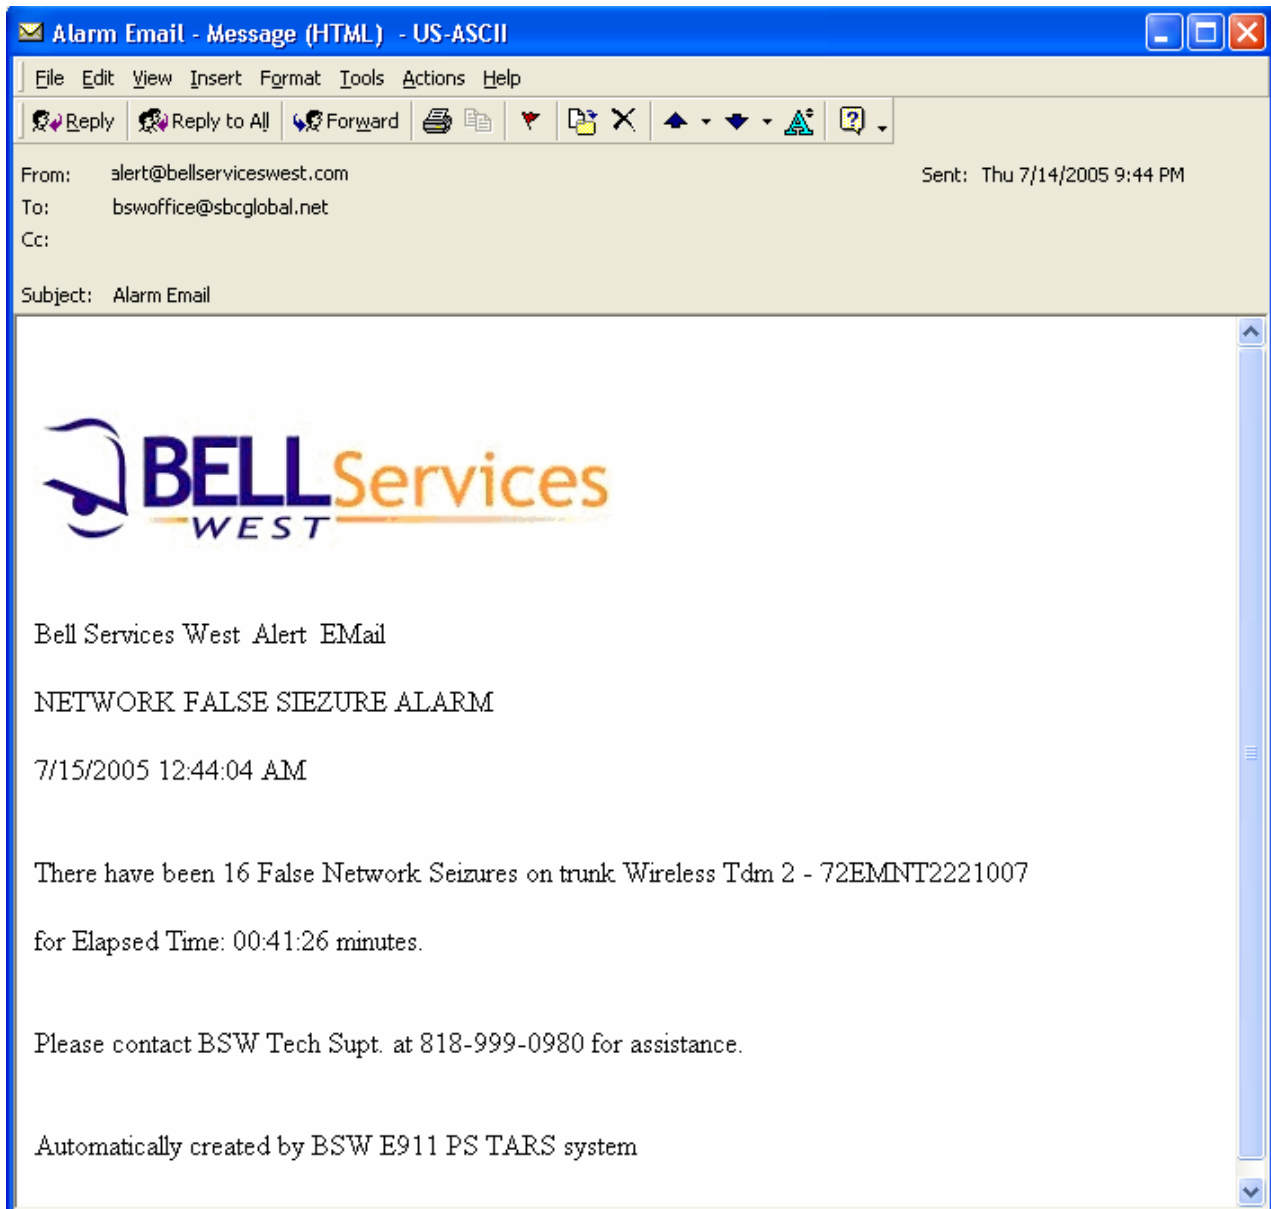 Alarm Email - Message (HTML) - US-ASCII
File Edit View Insert Format Tools Actions Help
Reply Reply to All Forward
From: alert@bellserviceswest.com Sent: Thu 7/14/2005 9:44 PM
To: bswoffice@sbcglobal.net
Cc:
Subject: Alarm Email
BELL Services
WEST
Bell Services West Alert EMail
NETWORK FALSE SIEZURE ALARM
7/15/2005 12:44:04 AM
There have been 16 False Network Seizures on trunk Wireless Tdm 2 - 72EMNT2221007
for Elapsed Time: 00:41:26 minutes.
Please contact BSW Tech Supt. at 818-999-0980 for assistance.
Automatically created by BSW E911 PS TARS system